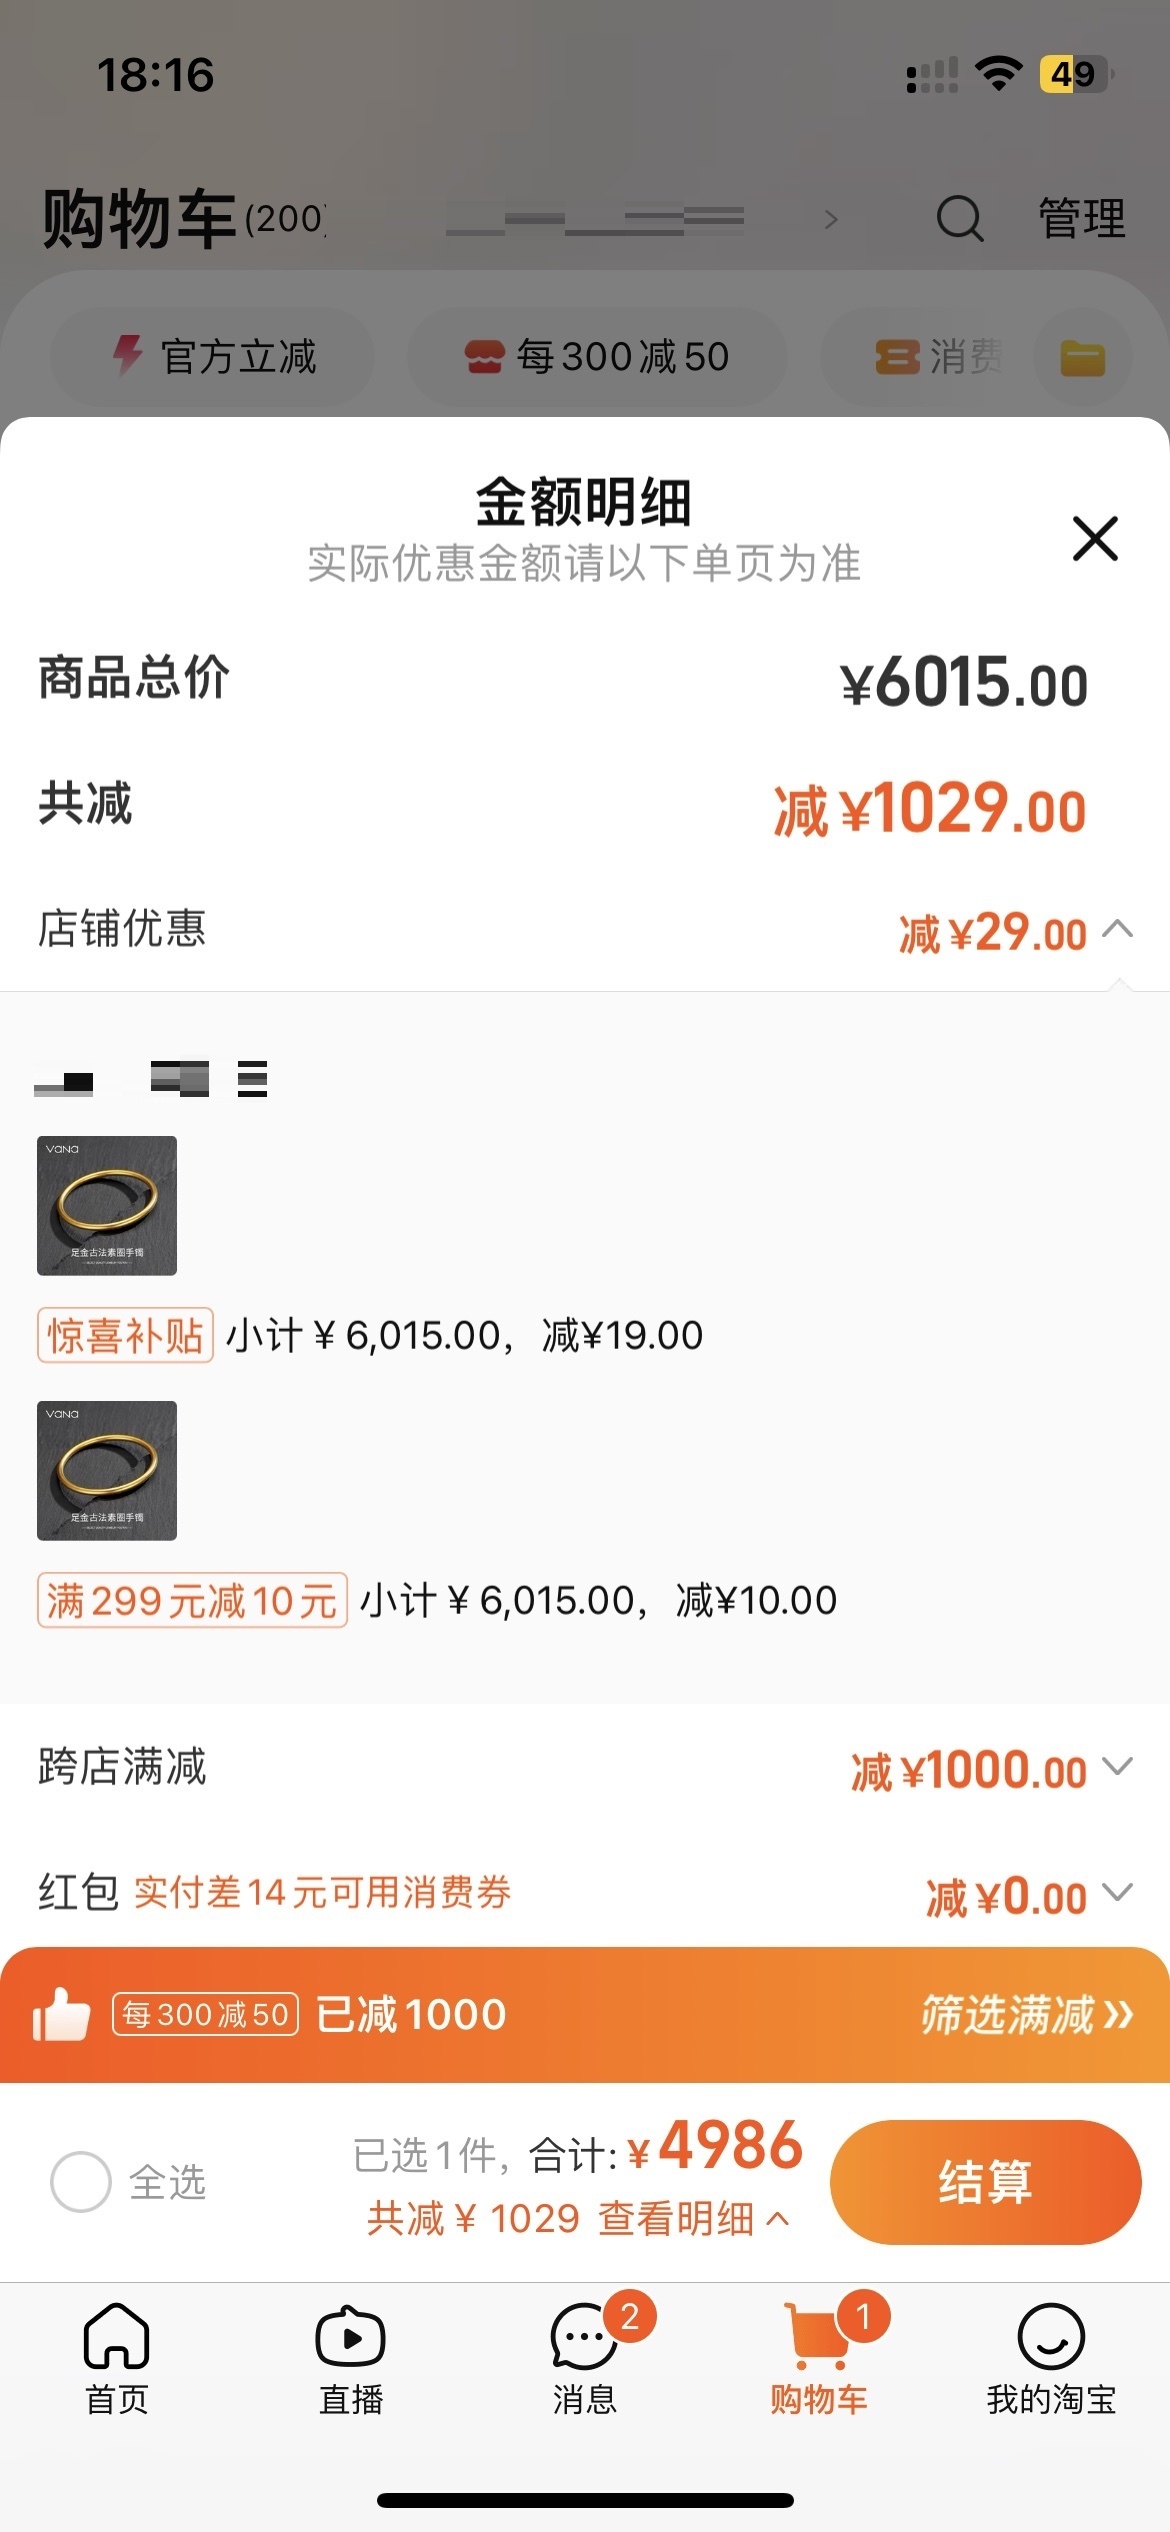 18:16
49
购物车(200)
管理
官方立减
每300减50
消费
金额明细
实际优惠金额请以下单页为准
商品总价
¥6015.00
共减
减¥1029.00
店铺优惠
减¥29.00
vana
足金古法素圈手镯
惊喜补贴 小计 ¥ 6,015.00，减¥19.00
vana
足金古法素圈手镯
满299元减10元 小计 ¥ 6,015.00，减¥10.00
跨店满减
减¥1000.00
红包 实付差14元可用消费券
减¥0.00
每300减50 已减1000
筛选满减
全选
已选1件，合计:¥4986
共减 ¥ 1029 查看明细
结算
2
1
首页
直播
消息
购物车
我的淘宝